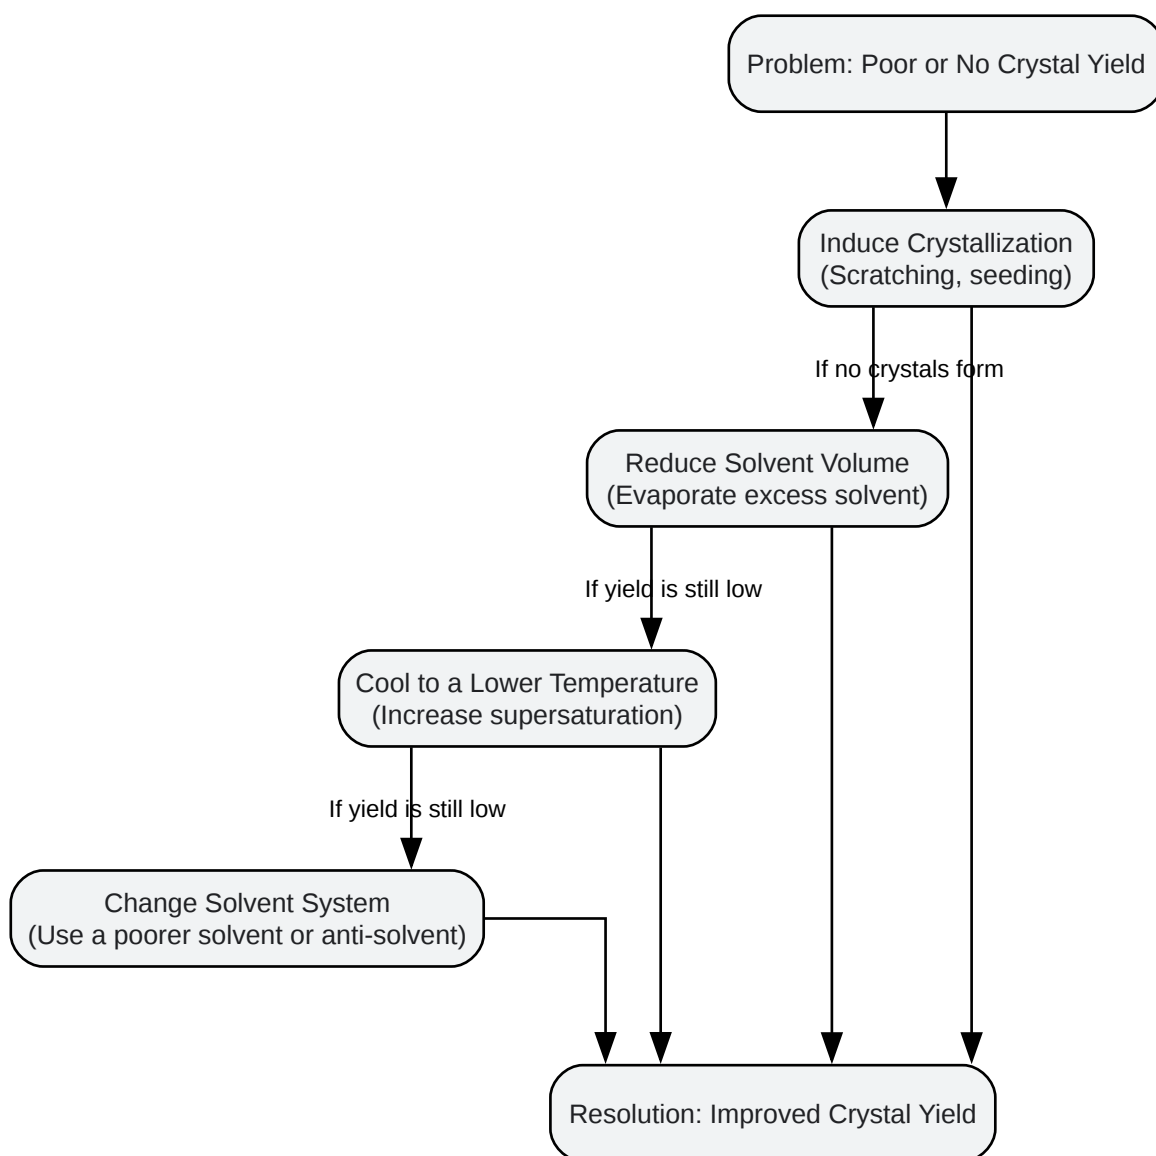 Problem: Poor or No Crystal Yield
Induce Crystallization
(Scratching, seeding)
If no crystals form
Reduce Solvent Volume
(Evaporate excess solvent)
If yield is still low
Cool to a Lower Temperature
(Increase supersaturation)
If yield is still low
Change Solvent System
(Use a poorer solvent or anti-solvent)
Resolution: Improved Crystal Yield